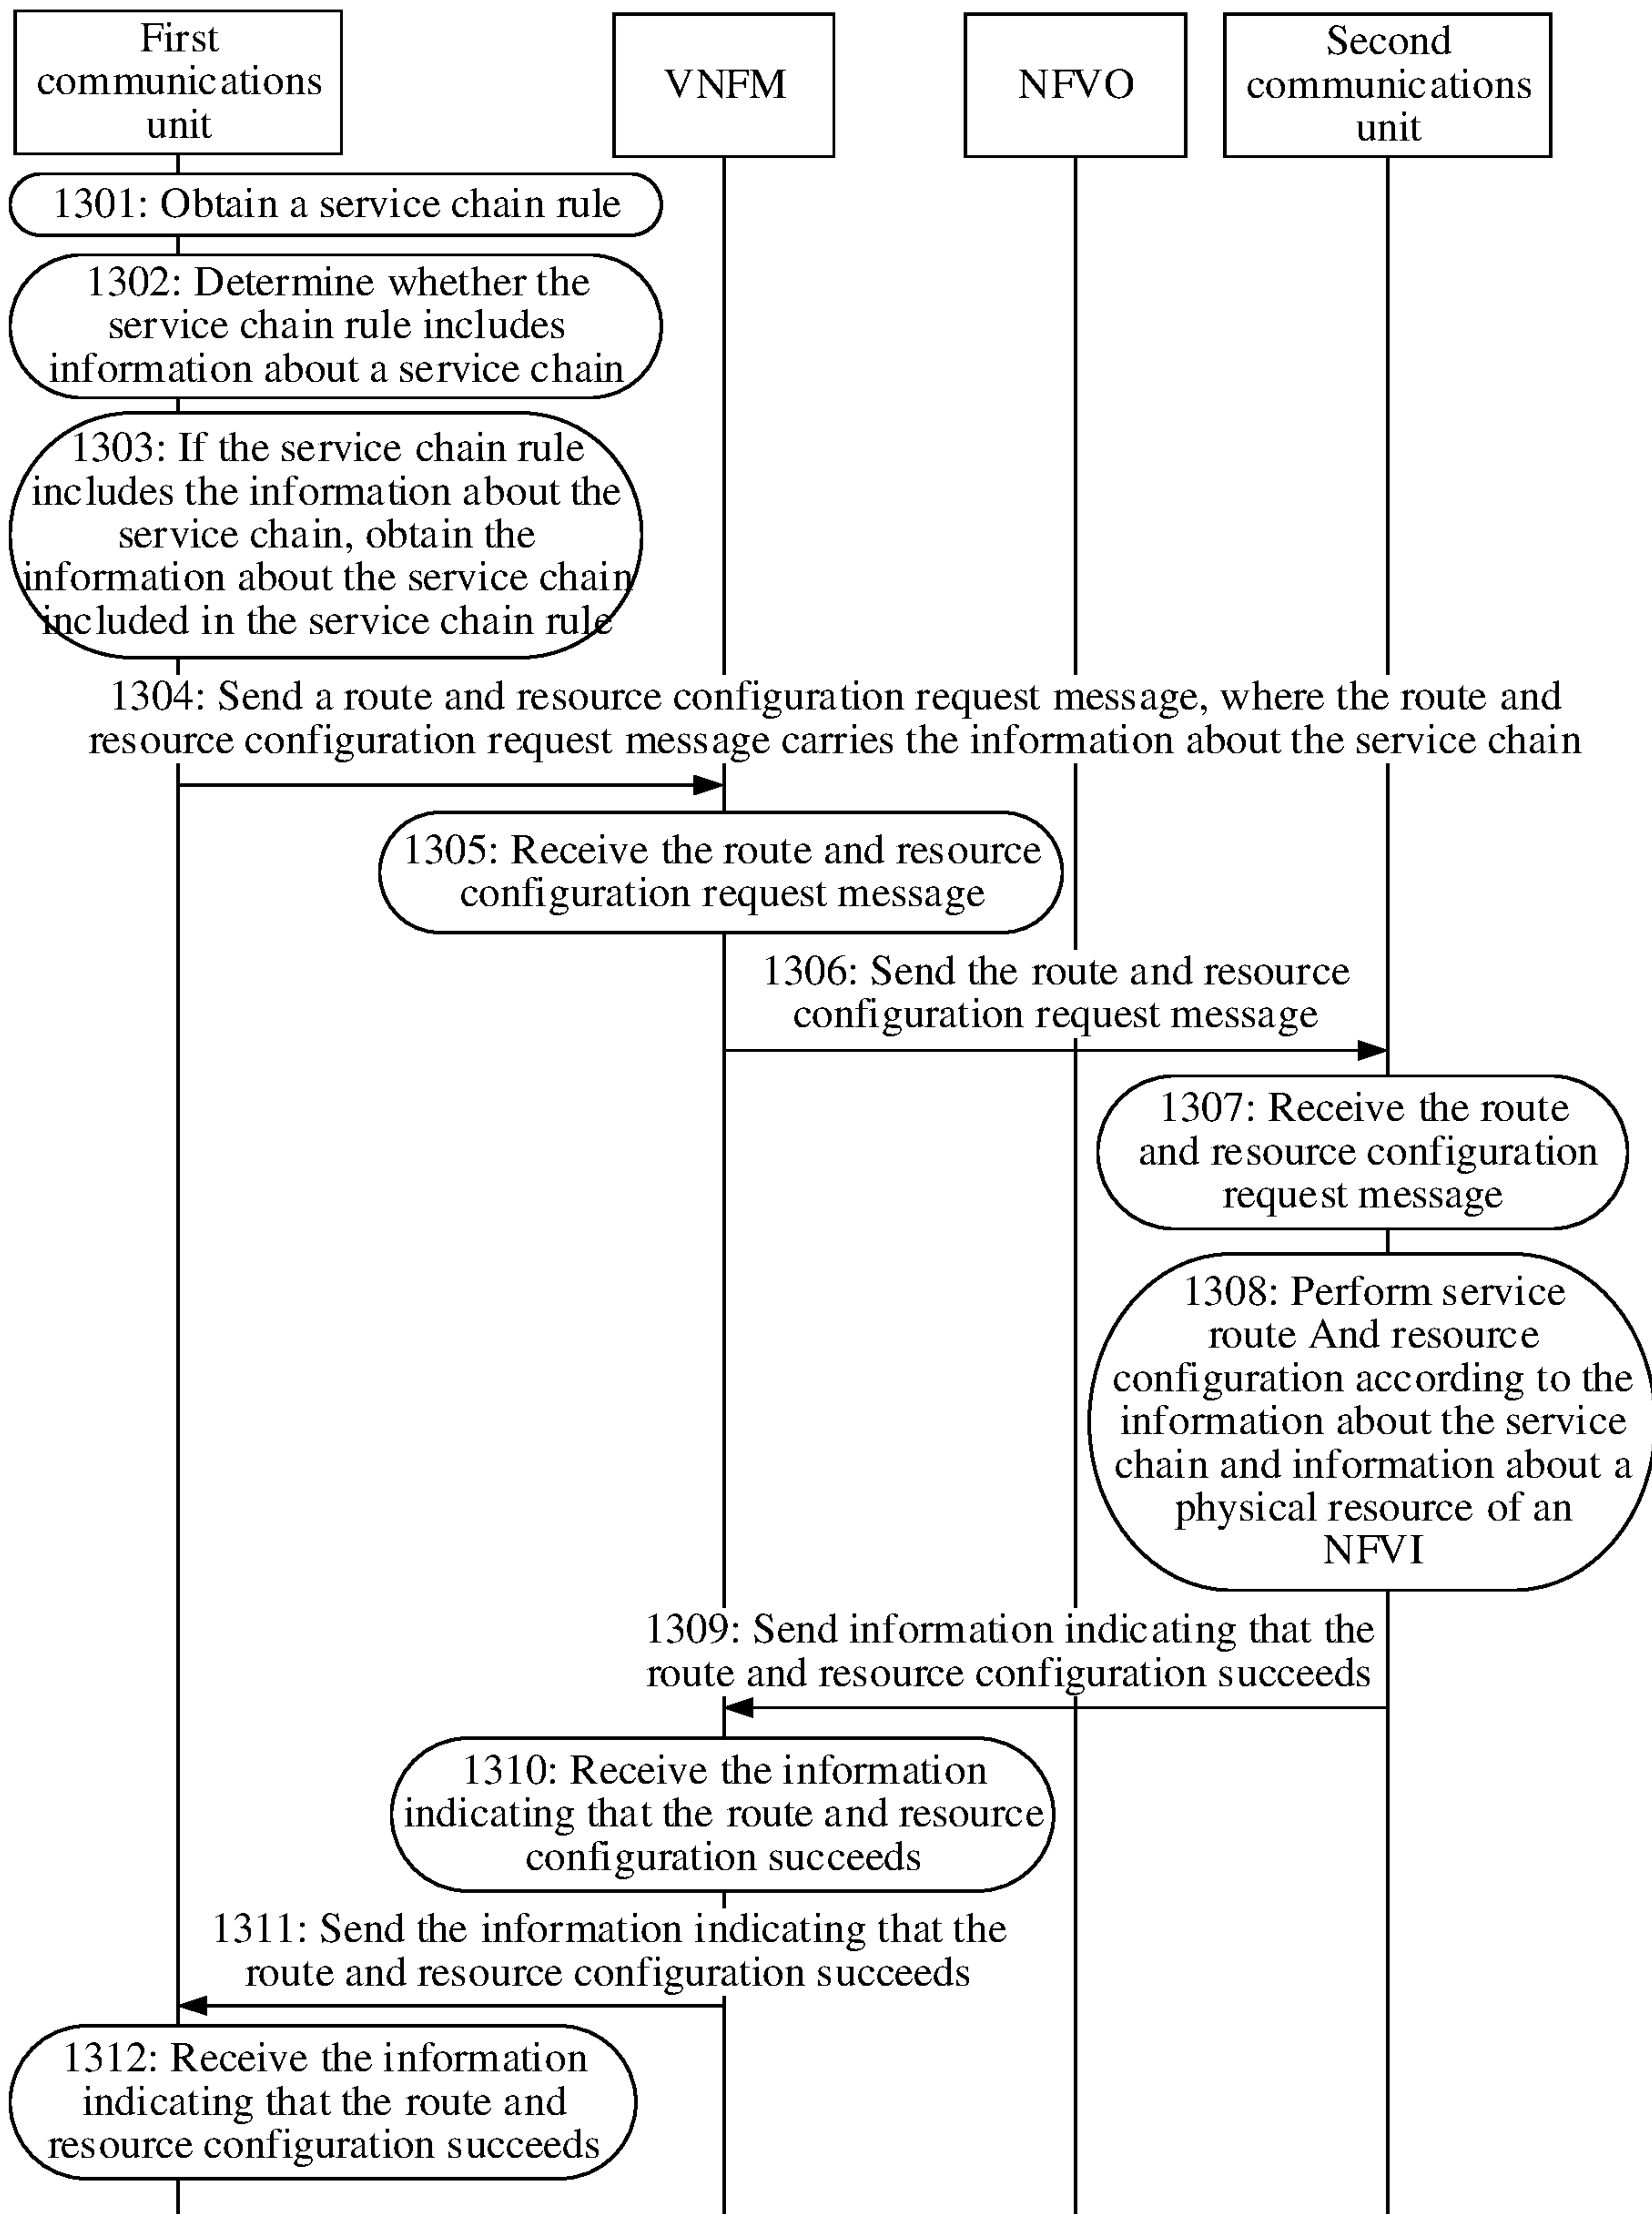 First
communications
unit
VNFM
NFVO
Second
communications
unit
1301: Obtain a service chain rule
1302: Determine whether the
service chain rule includes
information about a service chain
1303: If the service chain rule
includes the information about the
service chain, obtain the
information about the service chain
included in the service chain rule
1304: Send a route and resource configuration request message, where the route and
resource configuration request message carries the information about the service chain
1305: Receive the route and resource
configuration request message
1306: Send the route and resource
configuration request message
1307: Receive the route
and resource configuration
request message
1308: Perform service
route And resource
configuration according to the
information about the service
chain and information about a
physical resource of an
NFVI
1309: Send information indicating that the
route and resource configuration succeeds
1310: Receive the information
indicating that the route and resource
configuration succeeds
1311: Send the information indicating that the
route and resource configuration succeeds
1312: Receive the information
indicating that the route and
resource configuration succeeds